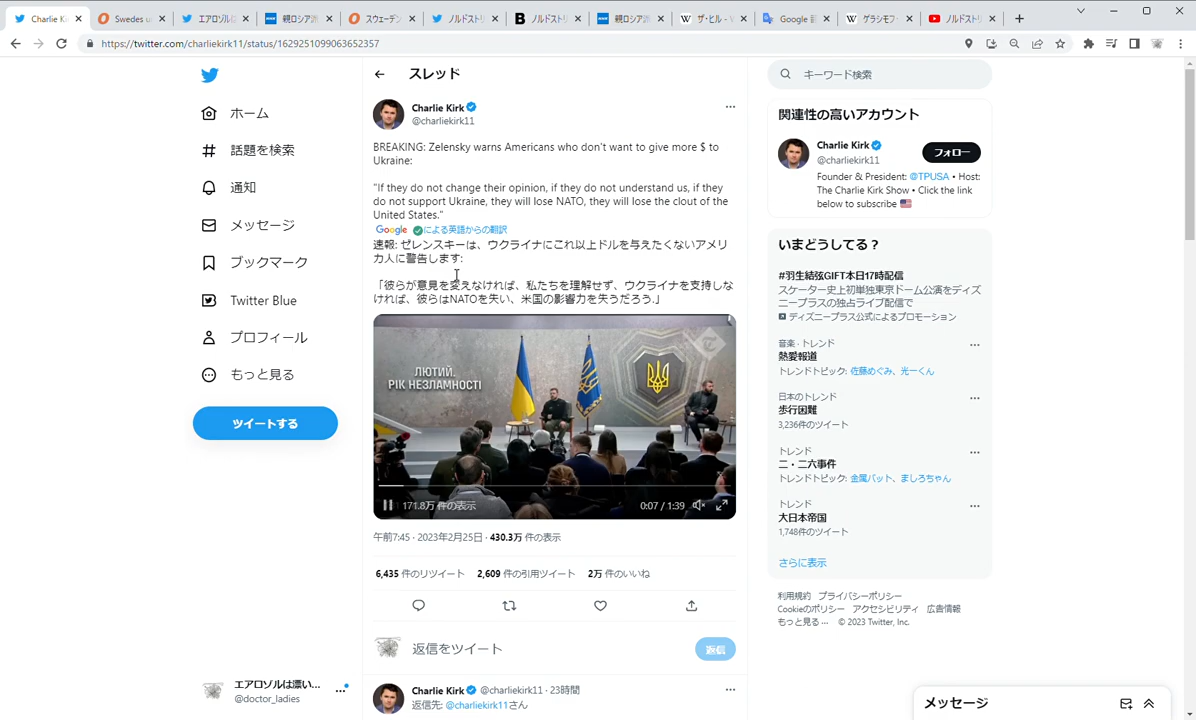 Charlie Ki
Swedes u
エアロゾルは
親ロシア派
スウェーデン
ノルドストリ
ノルドストリ
親ロシア派
ザ・ヒル - W
Google 翻
ゲラシモフ
ノルドストリ
https://twitter.com/charliekirk11/status/1629251099063652357
ホーム
話題を検索
通知
メッセージ
ブックマーク
Twitter Blue
プロフィール
もっと見る
ツイートする
エアロゾルは漂い...
@doctor_ladies
スレッド
Charlie Kirk
@charliekirk11
BREAKING: Zelensky warns Americans who don't want to give more $ to
Ukraine:
"If they do not change their opinion, if they do not understand us, if they
do not support Ukraine, they will lose NATO, they will lose the clout of the
United States."
Google による英語からの翻訳
速報: ゼレンスキーは、ウクライナにこれ以上ドルを与えたくないアメリ
カ人に警告します:
「彼らが意見を変えなければ、私たちを理解せず、ウクライナを支持しな
ければ、彼らはNATOを失い、米国の影響力を失うだろう.」
ЛЮТИЙ.
РІК НЕЗЛАМНОСТІ
171.8万 件の表示
0:07 / 1:39
午前7:45 · 2023年2月25日 · 430.3万 件の表示
6,435 件のリツイート 2,609 件の引用ツイート 2万 件のいいね
返信をツイート
返信
Charlie Kirk @charliekirk11 · 23時間
返信先: @charliekirk11さん
キーワード検索
関連性の高いアカウント
Charlie Kirk
@charliekirk11
フォロー
Founder & President: @TPUSA • Host:
The Charlie Kirk Show • Click the link
below to subscribe
いまどうしてる?
#羽生結弦GIFT本日17時配信
スケーター史上初単独東京ドーム公演をディズ
ニープラスの独占ライブ配信で
ディズニープラス公式によるプロモーション
音楽 · トレンド
熱愛報道
トレンドトピック: 佐藤めぐみ、光一くん
日本のトレンド
歩行困難
3,236件のツイート
トレンド
二・二六事件
トレンドトピック: 金属バット、ましろちゃん
トレンド
大日本帝国
1,748件のツイート
さらに表示
利用規約 プライバシーポリシー
Cookieのポリシー アクセシビリティ 広告情報
もっと見る ... © 2023 Twitter, Inc.
メッセージ